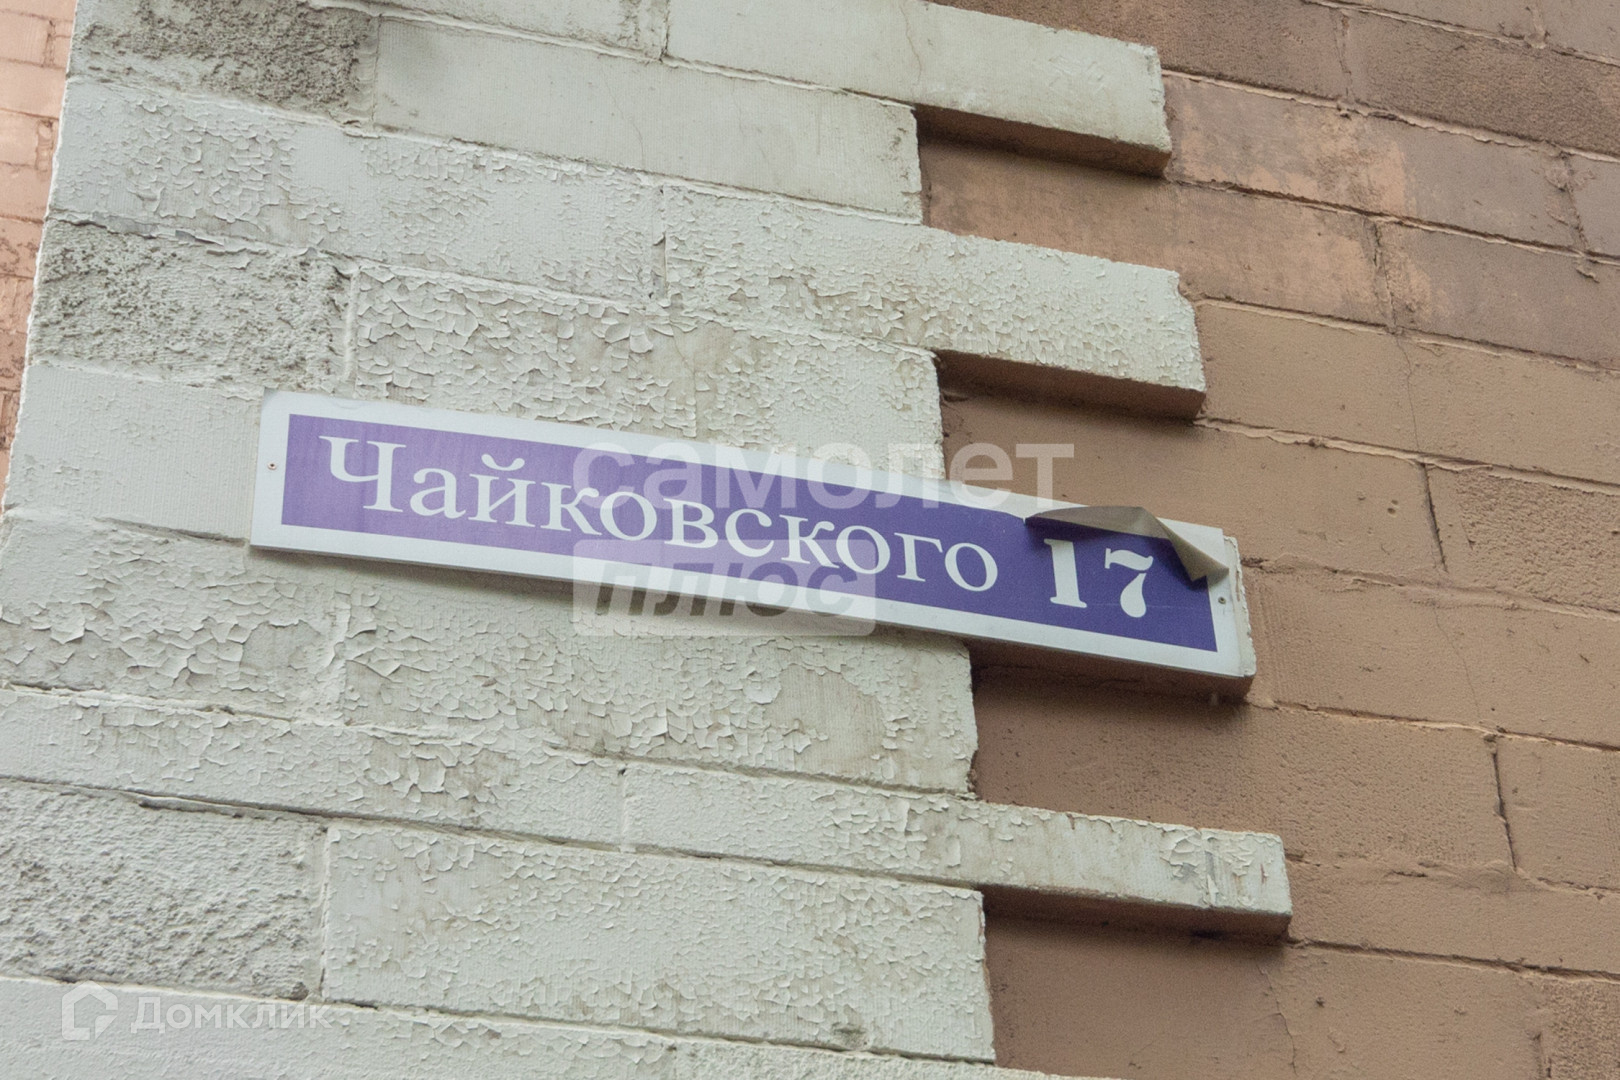 самолет
Чайковского 17
плюс
Домклик